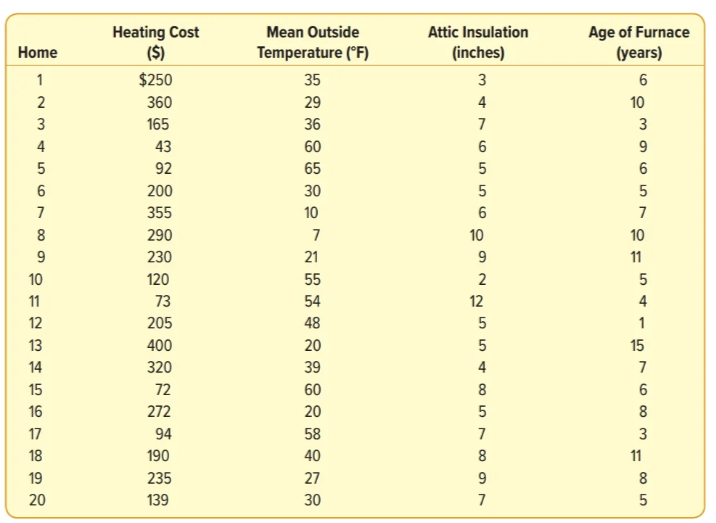 Heating Cost Mean Outside Attic Insulation Age of Furnace
Home ($) Temperature (°F) (inches) (years)
1 $250 35 3 6
2 360 29 4 10
3 165 36 7 3
4 43 60 6 9
5 92 65 5 6
6 200 30 5 5
7 355 10 6 7
8 290 7 10 10
9 230 21 9 11
10 120 55 2 5
11 73 54 12 4
12 205 48 5 1
13 400 20 5 15
14 320 39 4 7
15 72 60 8 6
16 272 20 5 8
17 94 58 7 3
18 190 40 8 11
19 235 27 9 8
20 139 30 7 5